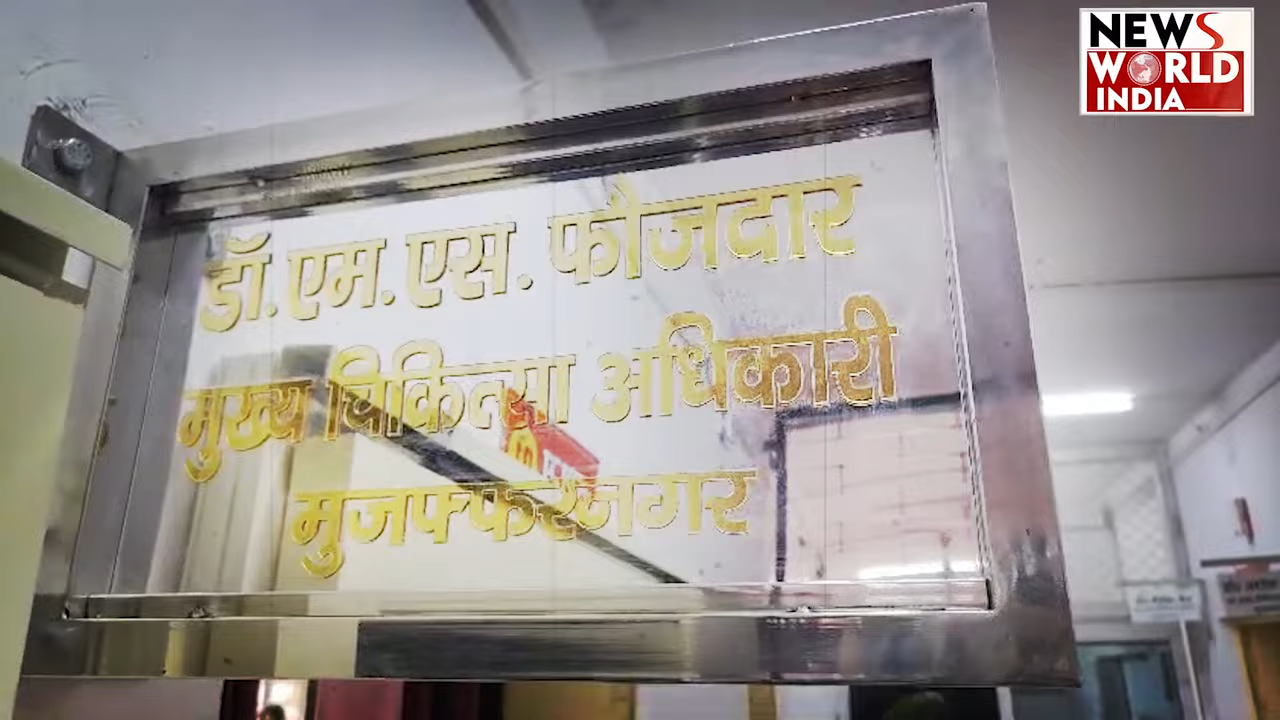 NEWS
WORLD
INDIA
डॉ. एम. एस. फौजदार
मुख्य चिकित्सा अधिकारी
मुजफ्फरनगर